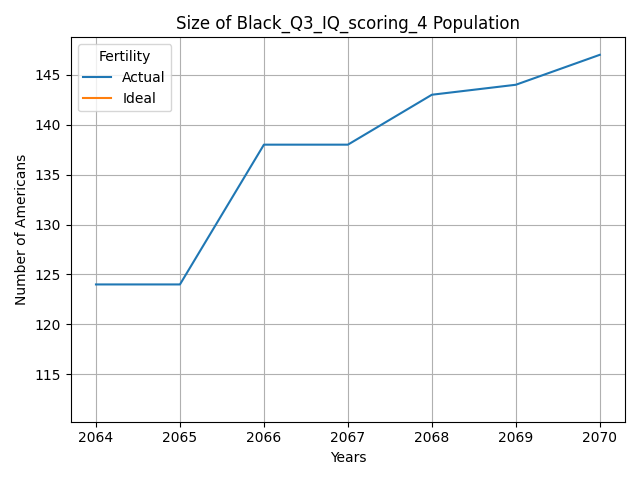 Size of Black_Q3_IQ_scoring_4 Population
Fertility
Actual
Ideal
145
140
135
130
125
120
115
Number of Americans
2064 2065 2066 2067 2068 2069 2070
Years